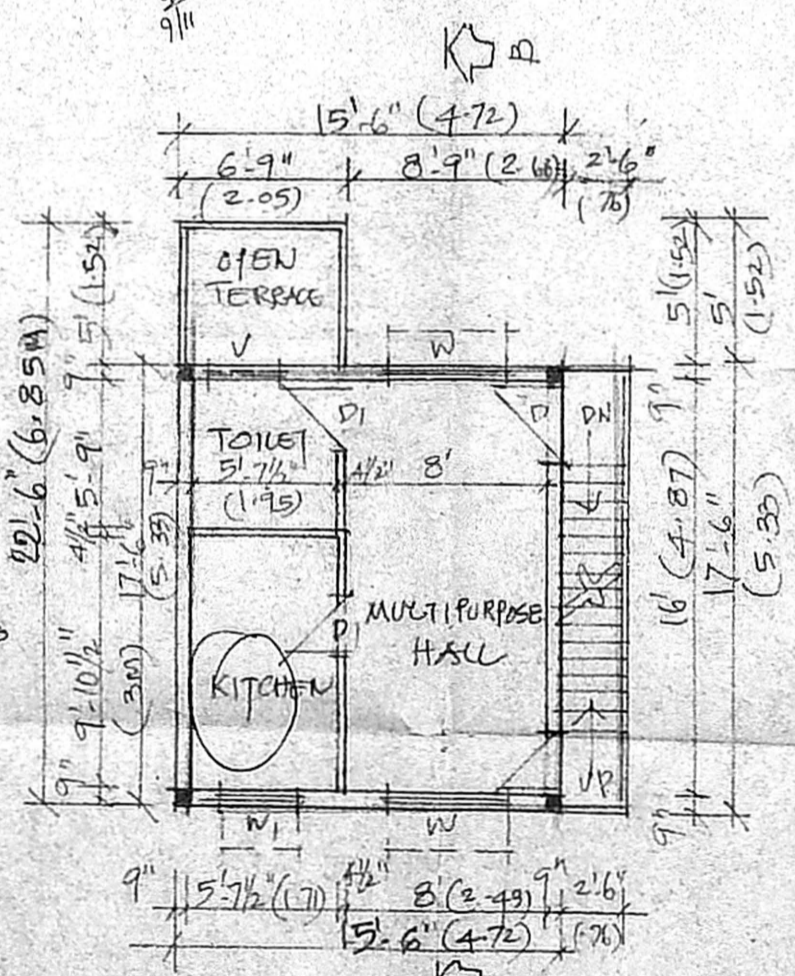 9"
B
15'-6" (4.72)
6'-9"
8'-9" (2.66)
2'-6"
(2.05)
(.76)
5' (1.52)
5' (1.52)
5'
(1.52)
OPEN
TERRACE
V
W
9"
9"
D1
D
DN
22'-6" (6.85M)
5'-9"
TOILET
9"
5'-7½"
4½"
8'
(1.95)
4½"
17'-6"
(5.33)
16' (4.87)
17'-6"
(5.33)
MULTIPURPOSE
HALL
D1
9'-10½"
(3M)
KITCHEN
UP
9"
9"
W1
W
9"
5'-7½" (1.71)
4½"
8' (2.43)
9"
2'-6"
15'-6" (4.72)
(.76)